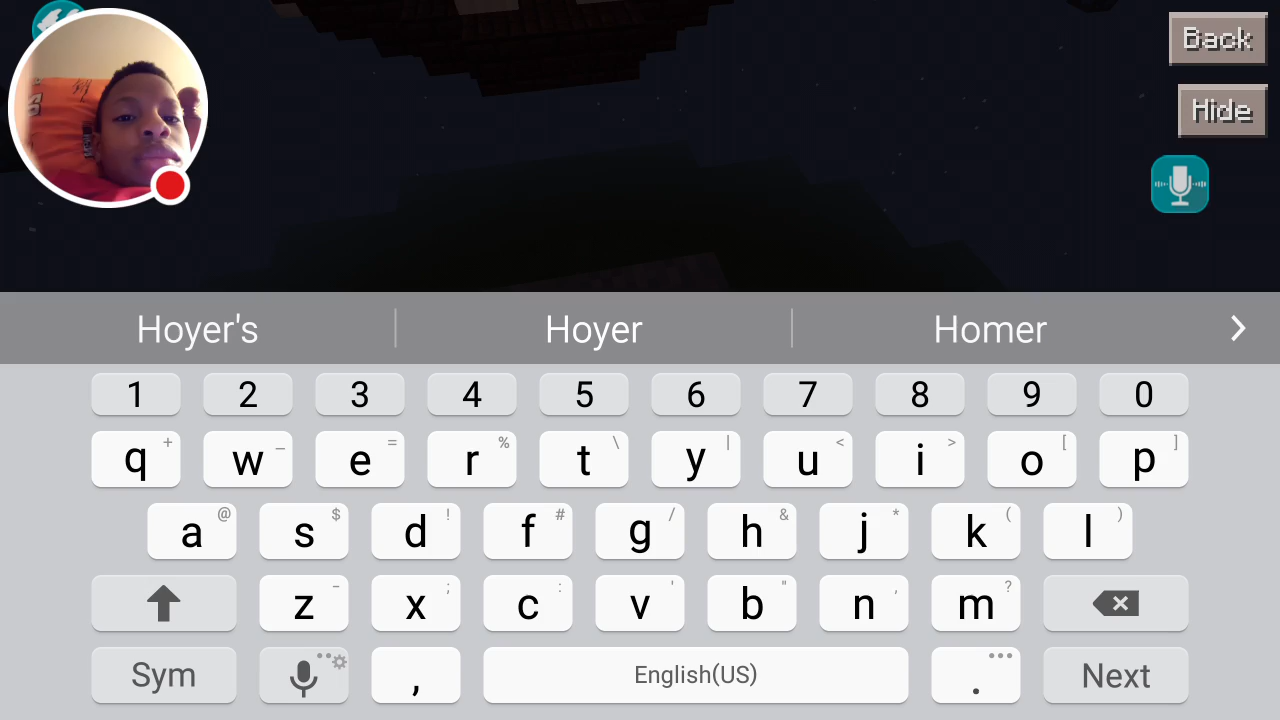 Back
Hide
Hoyer's Hoyer Homer
1 2 3 4 5 6 7 8 9 0
q + w _ e = r % t \ y | u < i > o [ p ]
a @ s $ d ! f # g / h & j * k ( l )
z - x ; c : v ' b " n , m ?
Sym , English(US) . Next